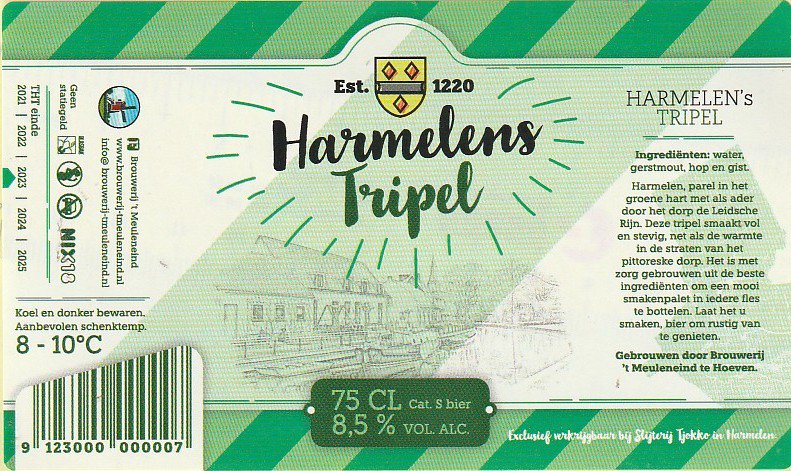 Est. 1220
Harmelens
Tripel
75 CL Cat. S bier
8,5 % VOL. ALC.
Brouwerij 't Meuleneind
www.brouwerij-tmeuleneind.nl
info@brouwerij-tmeuleneind.nl
Geen
statiegeld
NIX18
THT einde
2021 | 2022 | 2023 | 2024 | 2025
Koel en donker bewaren.
Aanbevolen schenktemp.
8 - 10°C
9 123000 000007
HARMELEN's
TRIPEL
Ingrediënten: water,
gerstmout, hop en gist.
Harmelen, parel in het
groene hart met als ader
door het dorp de Leidsche
Rijn. Deze tripel smaakt vol
en stevig, net als de warmte
in de straten van het
pittoreske dorp. Het is met
zorg gebrouwen uit de beste
ingrediënten om een mooi
smakenpalet in iedere fles
te bottelen. Laat het u
smaken, bier om rustig van
te genieten.
Gebrouwen door Brouwerij
't Meuleneind te Hoeven.
Exclusief verkrijgbaar bij Slijterij Tjokko in Harmelen.